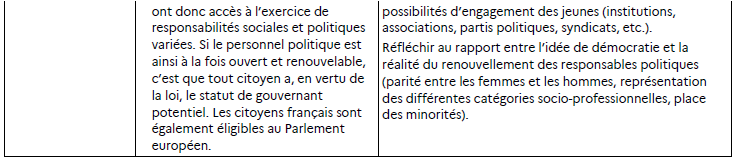 ont donc accès à l’exercice de
responsabilités sociales et politiques
variées. Si le personnel politique est
ainsi à la fois ouvert et renouvelable,
c’est que tout citoyen a, en vertu de
la loi, le statut de gouvernant
potentiel. Les citoyens français sont
également éligibles au Parlement
européen.
possibilités d’engagement des jeunes (institutions,
associations, partis politiques, syndicats, etc.).
Réfléchir au rapport entre l’idée de démocratie et la
réalité du renouvellement des responsables politiques
(parité entre les femmes et les hommes, représentation
des différentes catégories socio-professionnelles, place
des minorités).